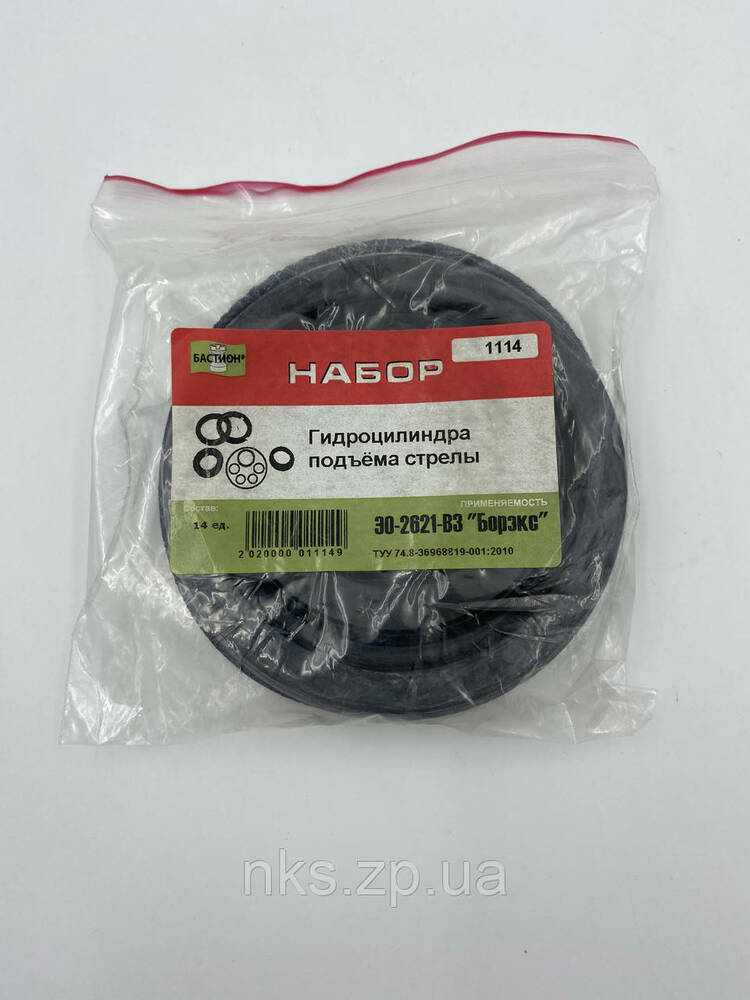 БАСТИОН®
НАБОР
1114
Гидроцилиндра
подъёма стрелы
Состав:
14 ед.
ПРИМЕНЯЕМОСТЬ
ЭО-2621-В3 "Борэкс"
2 020000 011149
ТУУ 74.8-36968819-001:2010
nks.zp.ua